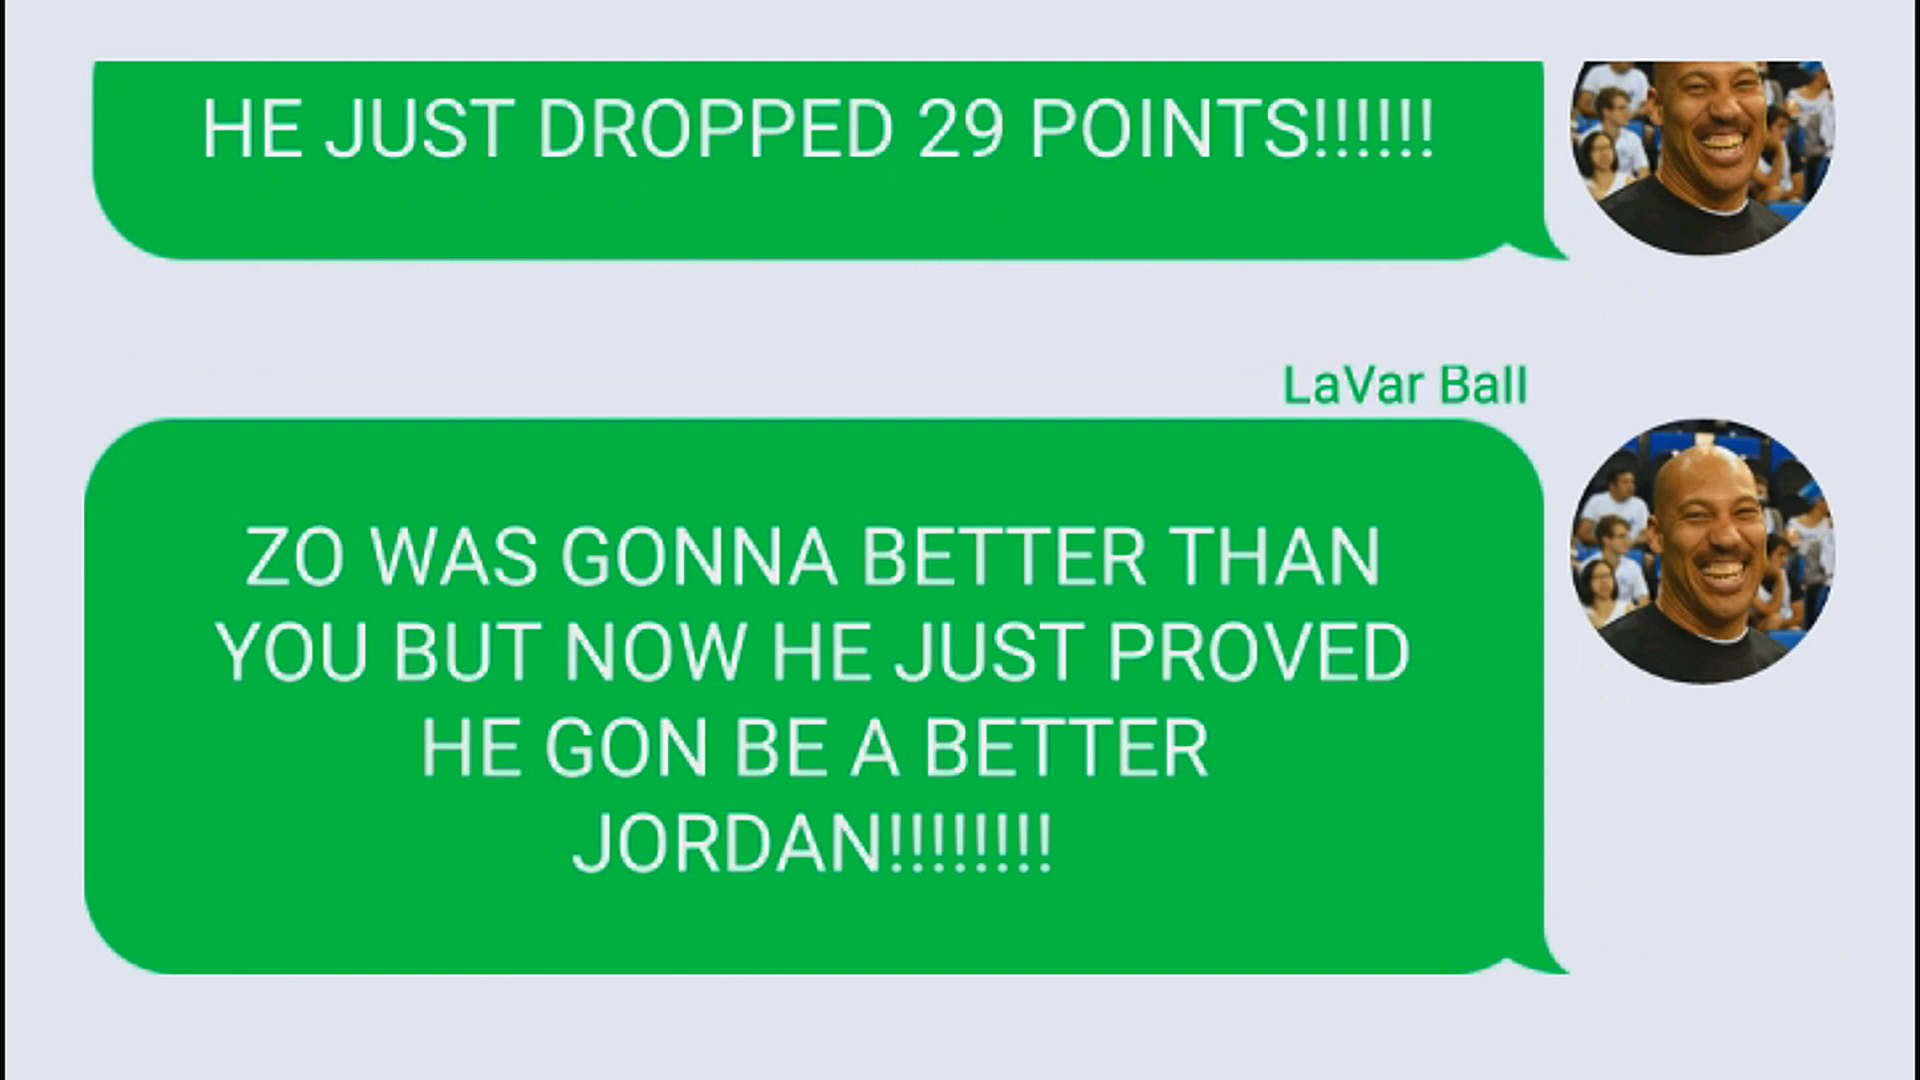 HE JUST DROPPED 29 POINTS!!!!!!
LaVar Ball
ZO WAS GONNA BETTER THAN
YOU BUT NOW HE JUST PROVED
HE GON BE A BETTER
JORDAN!!!!!!!!